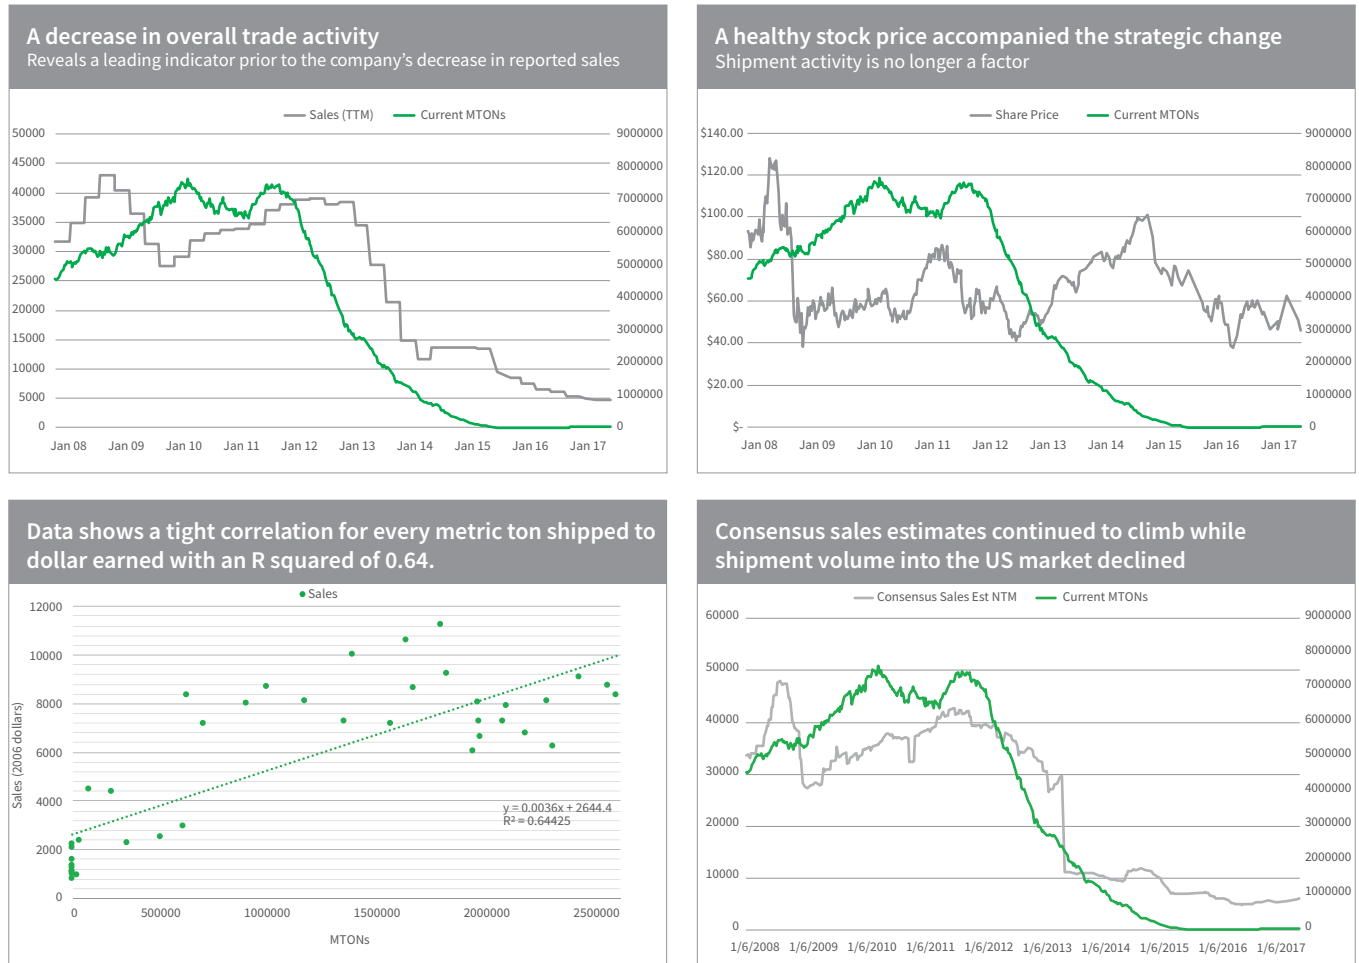 A decrease in overall trade activity
Reveals a leading indicator prior to the company's decrease in reported sales
Sales (TTM) Current MTONs
50000 9000000
45000 8000000
40000 7000000
35000 6000000
30000 5000000
25000 4000000
20000 3000000
15000 2000000
10000 1000000
5000 0
0
Jan 08 Jan 09 Jan 10 Jan 11 Jan 12 Jan 13 Jan 14 Jan 15 Jan 16 Jan 17
A healthy stock price accompanied the strategic change
Shipment activity is no longer a factor
Share Price Current MTONs
$140.00 9000000
$120.00 8000000
$100.00 7000000
$80.00 6000000
$60.00 5000000
$40.00 4000000
$20.00 3000000
$- 2000000
1000000
0
Jan 08 Jan 09 Jan 10 Jan 11 Jan 12 Jan 13 Jan 14 Jan 15 Jan 16 Jan 17
Data shows a tight correlation for every metric ton shipped to
dollar earned with an R squared of 0.64.
Sales
12000
10000
8000
6000
4000
2000
0
Sales (2006 dollars)
y = 0.0036x + 2644.4
R² = 0.64425
0 500000 1000000 1500000 2000000 2500000
MTONs
Consensus sales estimates continued to climb while
shipment volume into the US market declined
Consensus Sales Est NTM Current MTONs
60000 9000000
50000 8000000
40000 7000000
30000 6000000
20000 5000000
10000 4000000
0 3000000
2000000
1000000
0
1/6/2008 1/6/2009 1/6/2010 1/6/2011 1/6/2012 1/6/2013 1/6/2014 1/6/2015 1/6/2016 1/6/2017